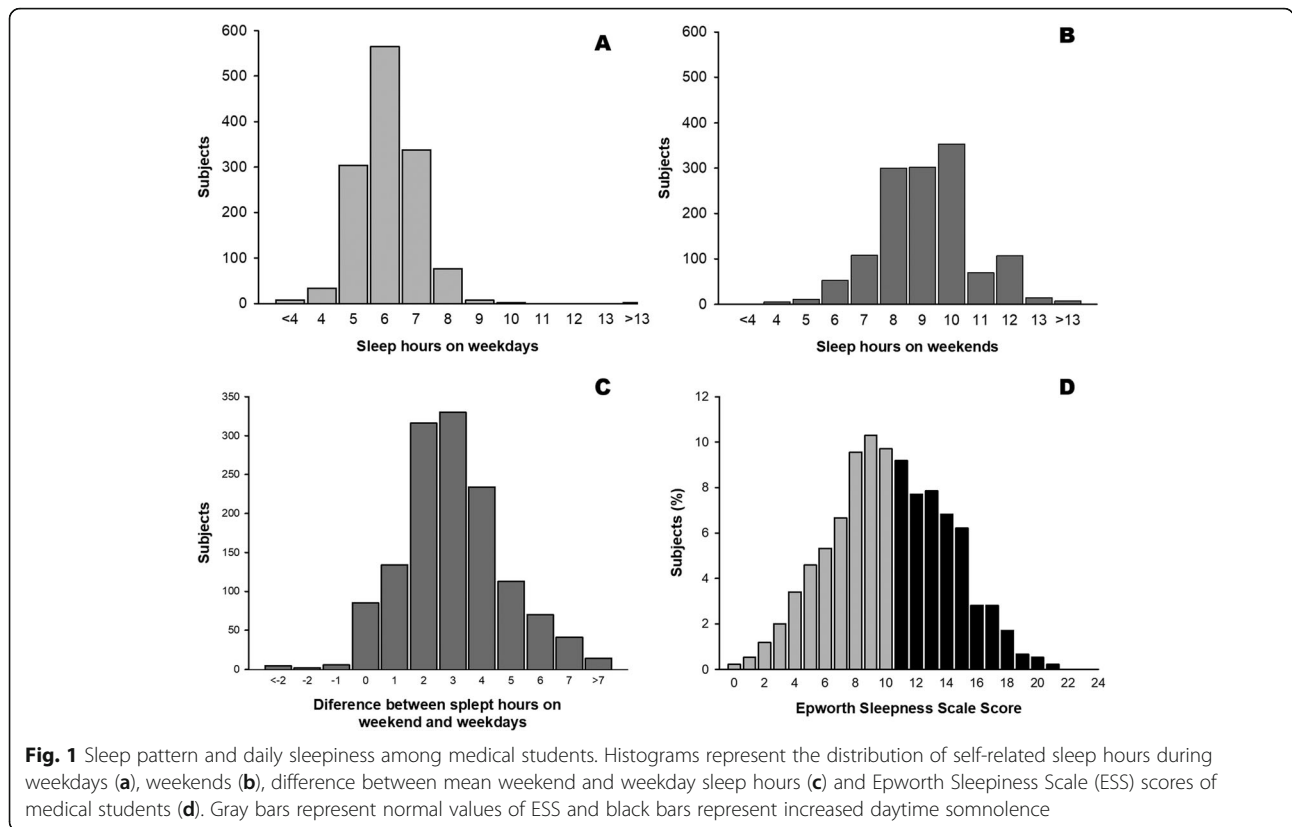 A
600
500
400
300
200
100
0
Subjects
<4 4 5 6 7 8 9 10 11 12 13 >13
Sleep hours on weekdays
B
600
500
400
300
200
100
0
Subjects
<4 4 5 6 7 8 9 10 11 12 13 >13
Sleep hours on weekends
C
350
300
250
200
150
100
50
0
Subjects
<-2 -2 -1 0 1 2 3 4 5 6 7 >7
Diference between splept hours on
weekend and weekdays
D
12
10
8
6
4
2
0
Subjects (%)
0 2 4 6 8 10 12 14 16 18 20 22 24
Epworth Sleepness Scale Score
Fig. 1 Sleep pattern and daily sleepiness among medical students. Histograms represent the distribution of self-related sleep hours during
weekdays (a), weekends (b), difference between mean weekend and weekday sleep hours (c) and Epworth Sleepiness Scale (ESS) scores of
medical students (d). Gray bars represent normal values of ESS and black bars represent increased daytime somnolence